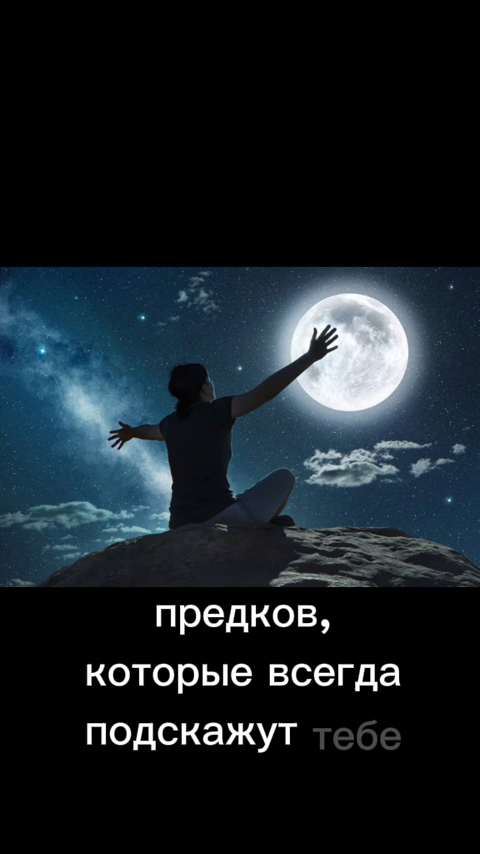 предков,
которые всегда
подскажут тебе